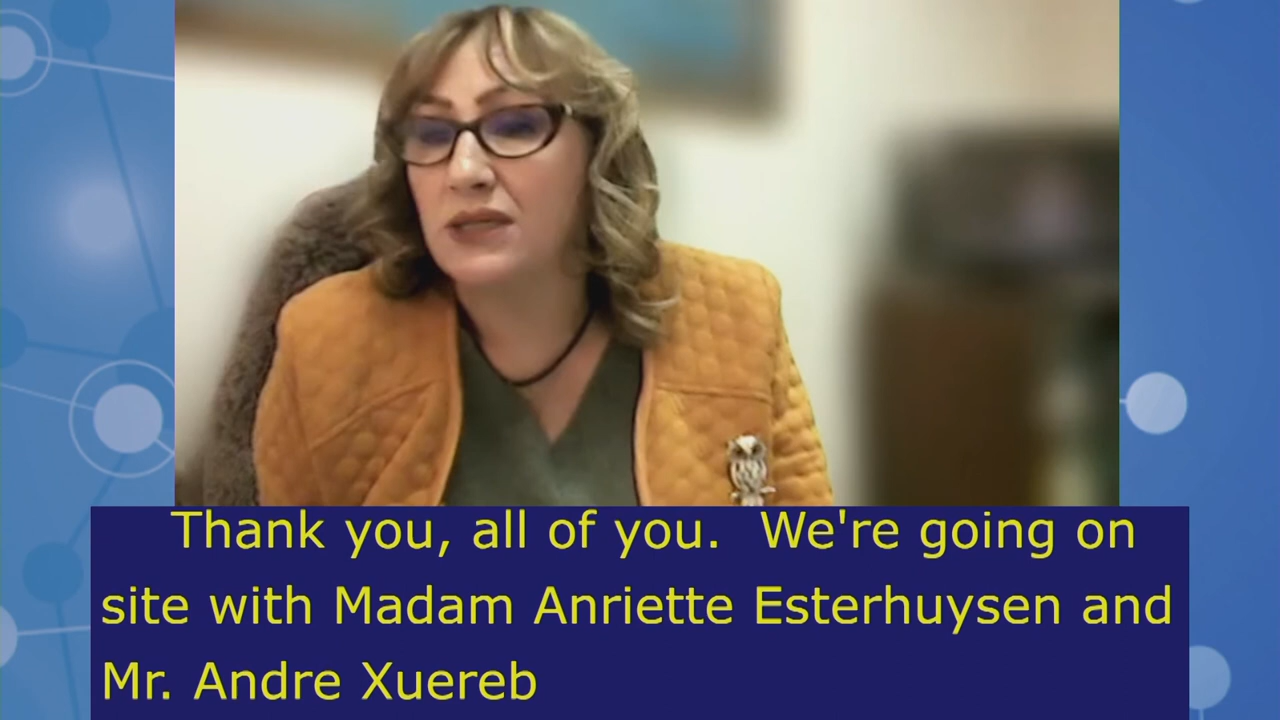 Thank you, all of you.  We're going on
site with Madam Anriette Esterhuysen and
Mr. Andre Xuereb